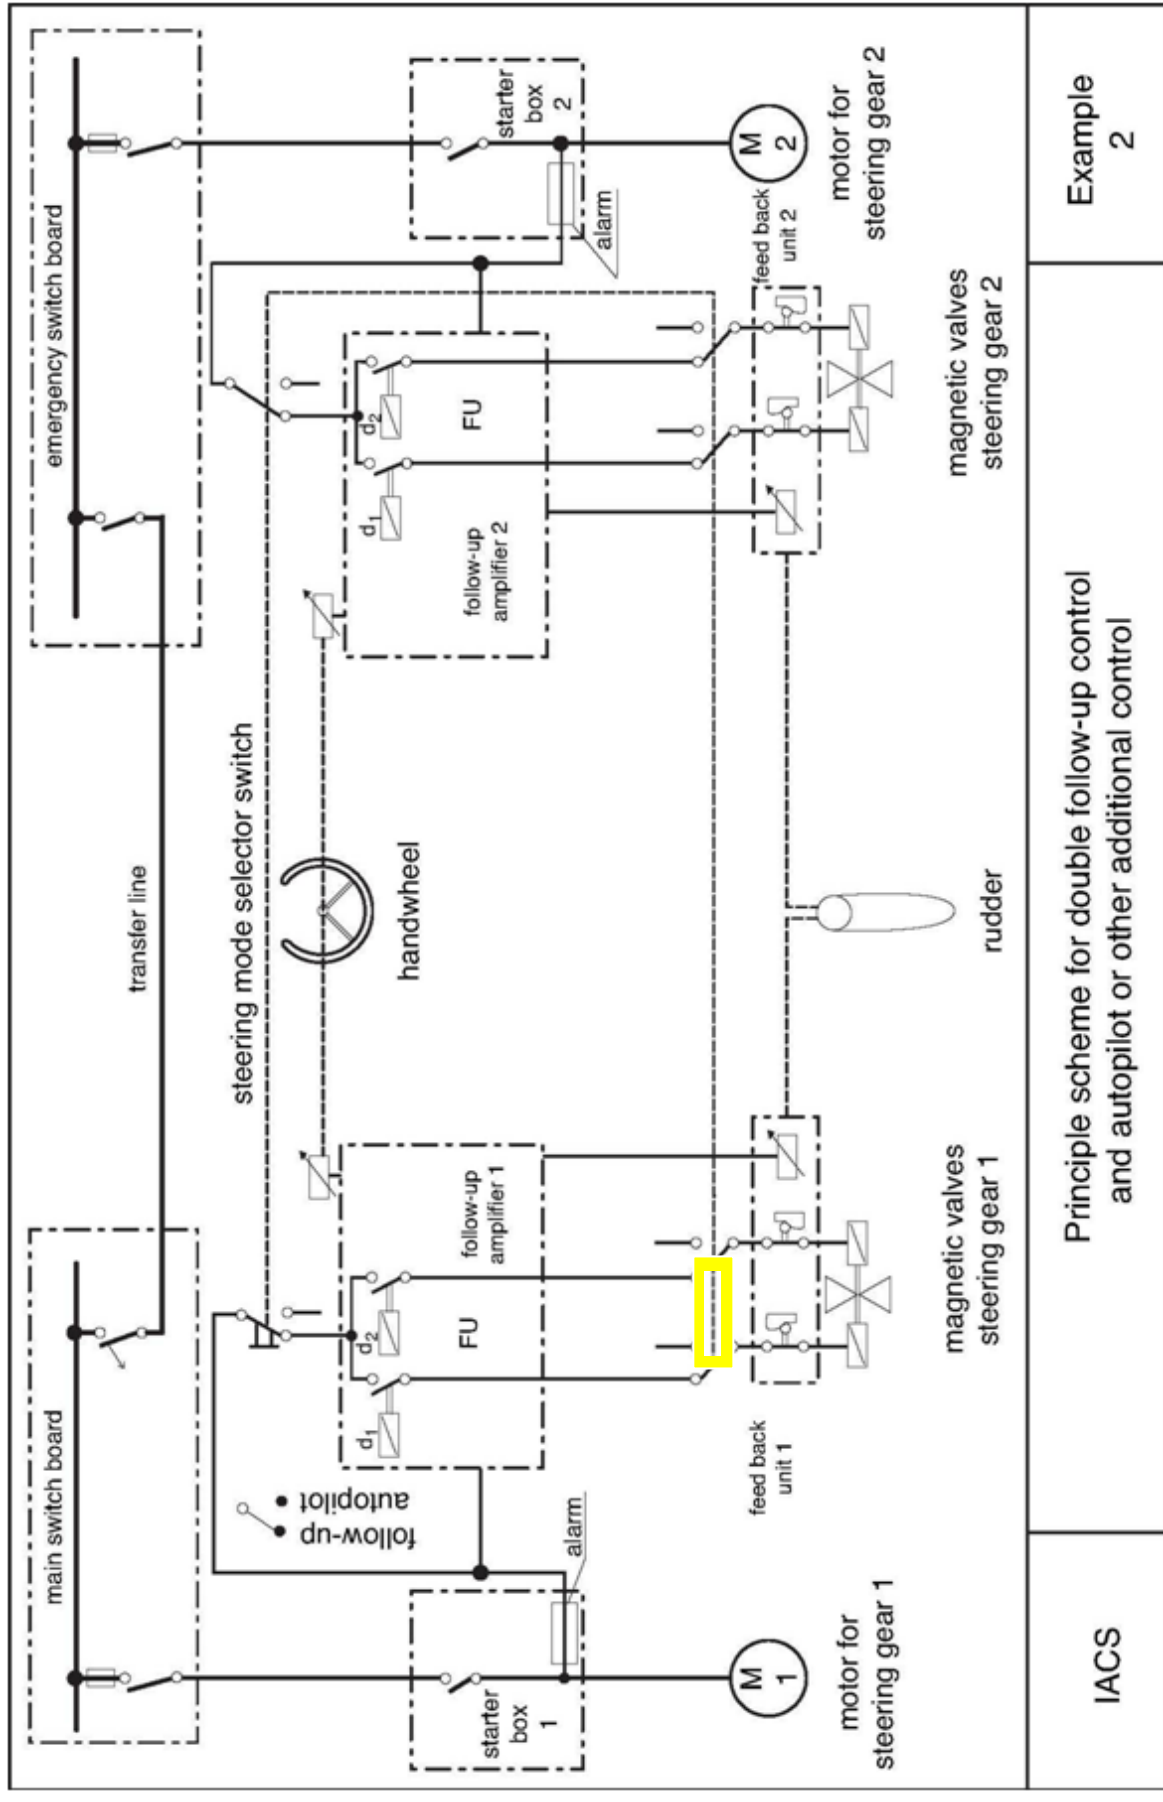 main switch board
emergency switch board
transfer line
steering mode selector switch
follow-up
autopilot
handwheel
starter
box
1
alarm
d1
d2
FU
follow-up
amplifier 1
d1
d2
FU
follow-up
amplifier 2
starter
box
2
alarm
M
1
motor for
steering gear 1
feed back
unit 1
magnetic valves
steering gear 1
rudder
magnetic valves
steering gear 2
feed back
unit 2
M
2
motor for
steering gear 2
IACS
Principle scheme for double follow-up control
and autopilot or other additional control
Example
2